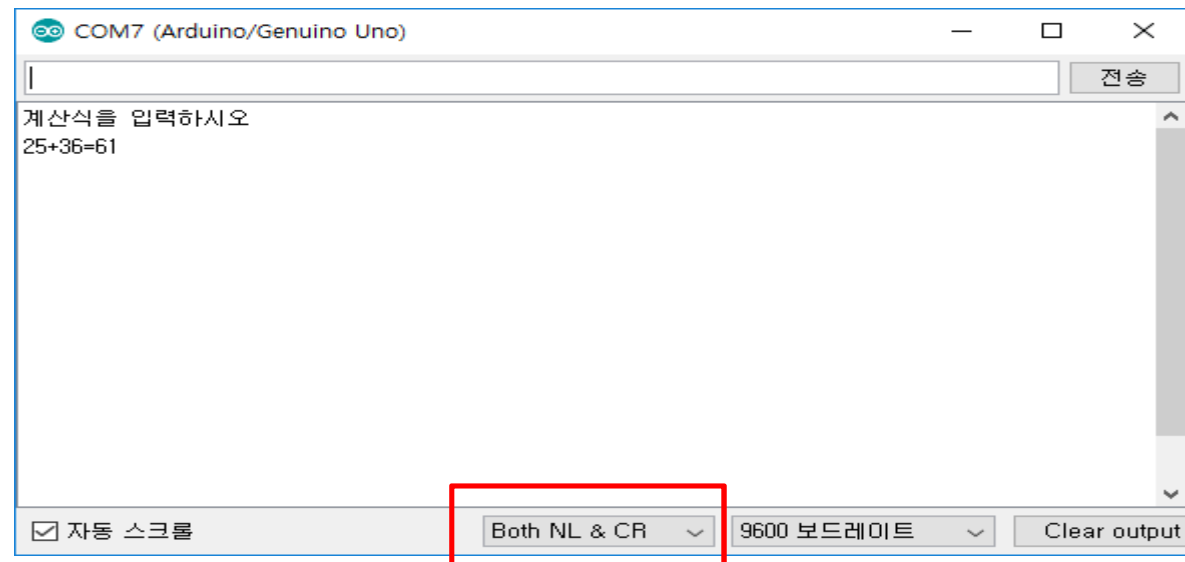 COM7 (Arduino/Genuino Uno)
전송
계산식을 입력하시오
25+36=61
자동 스크롤
Both NL & CR
9600 보드레이트
Clear output